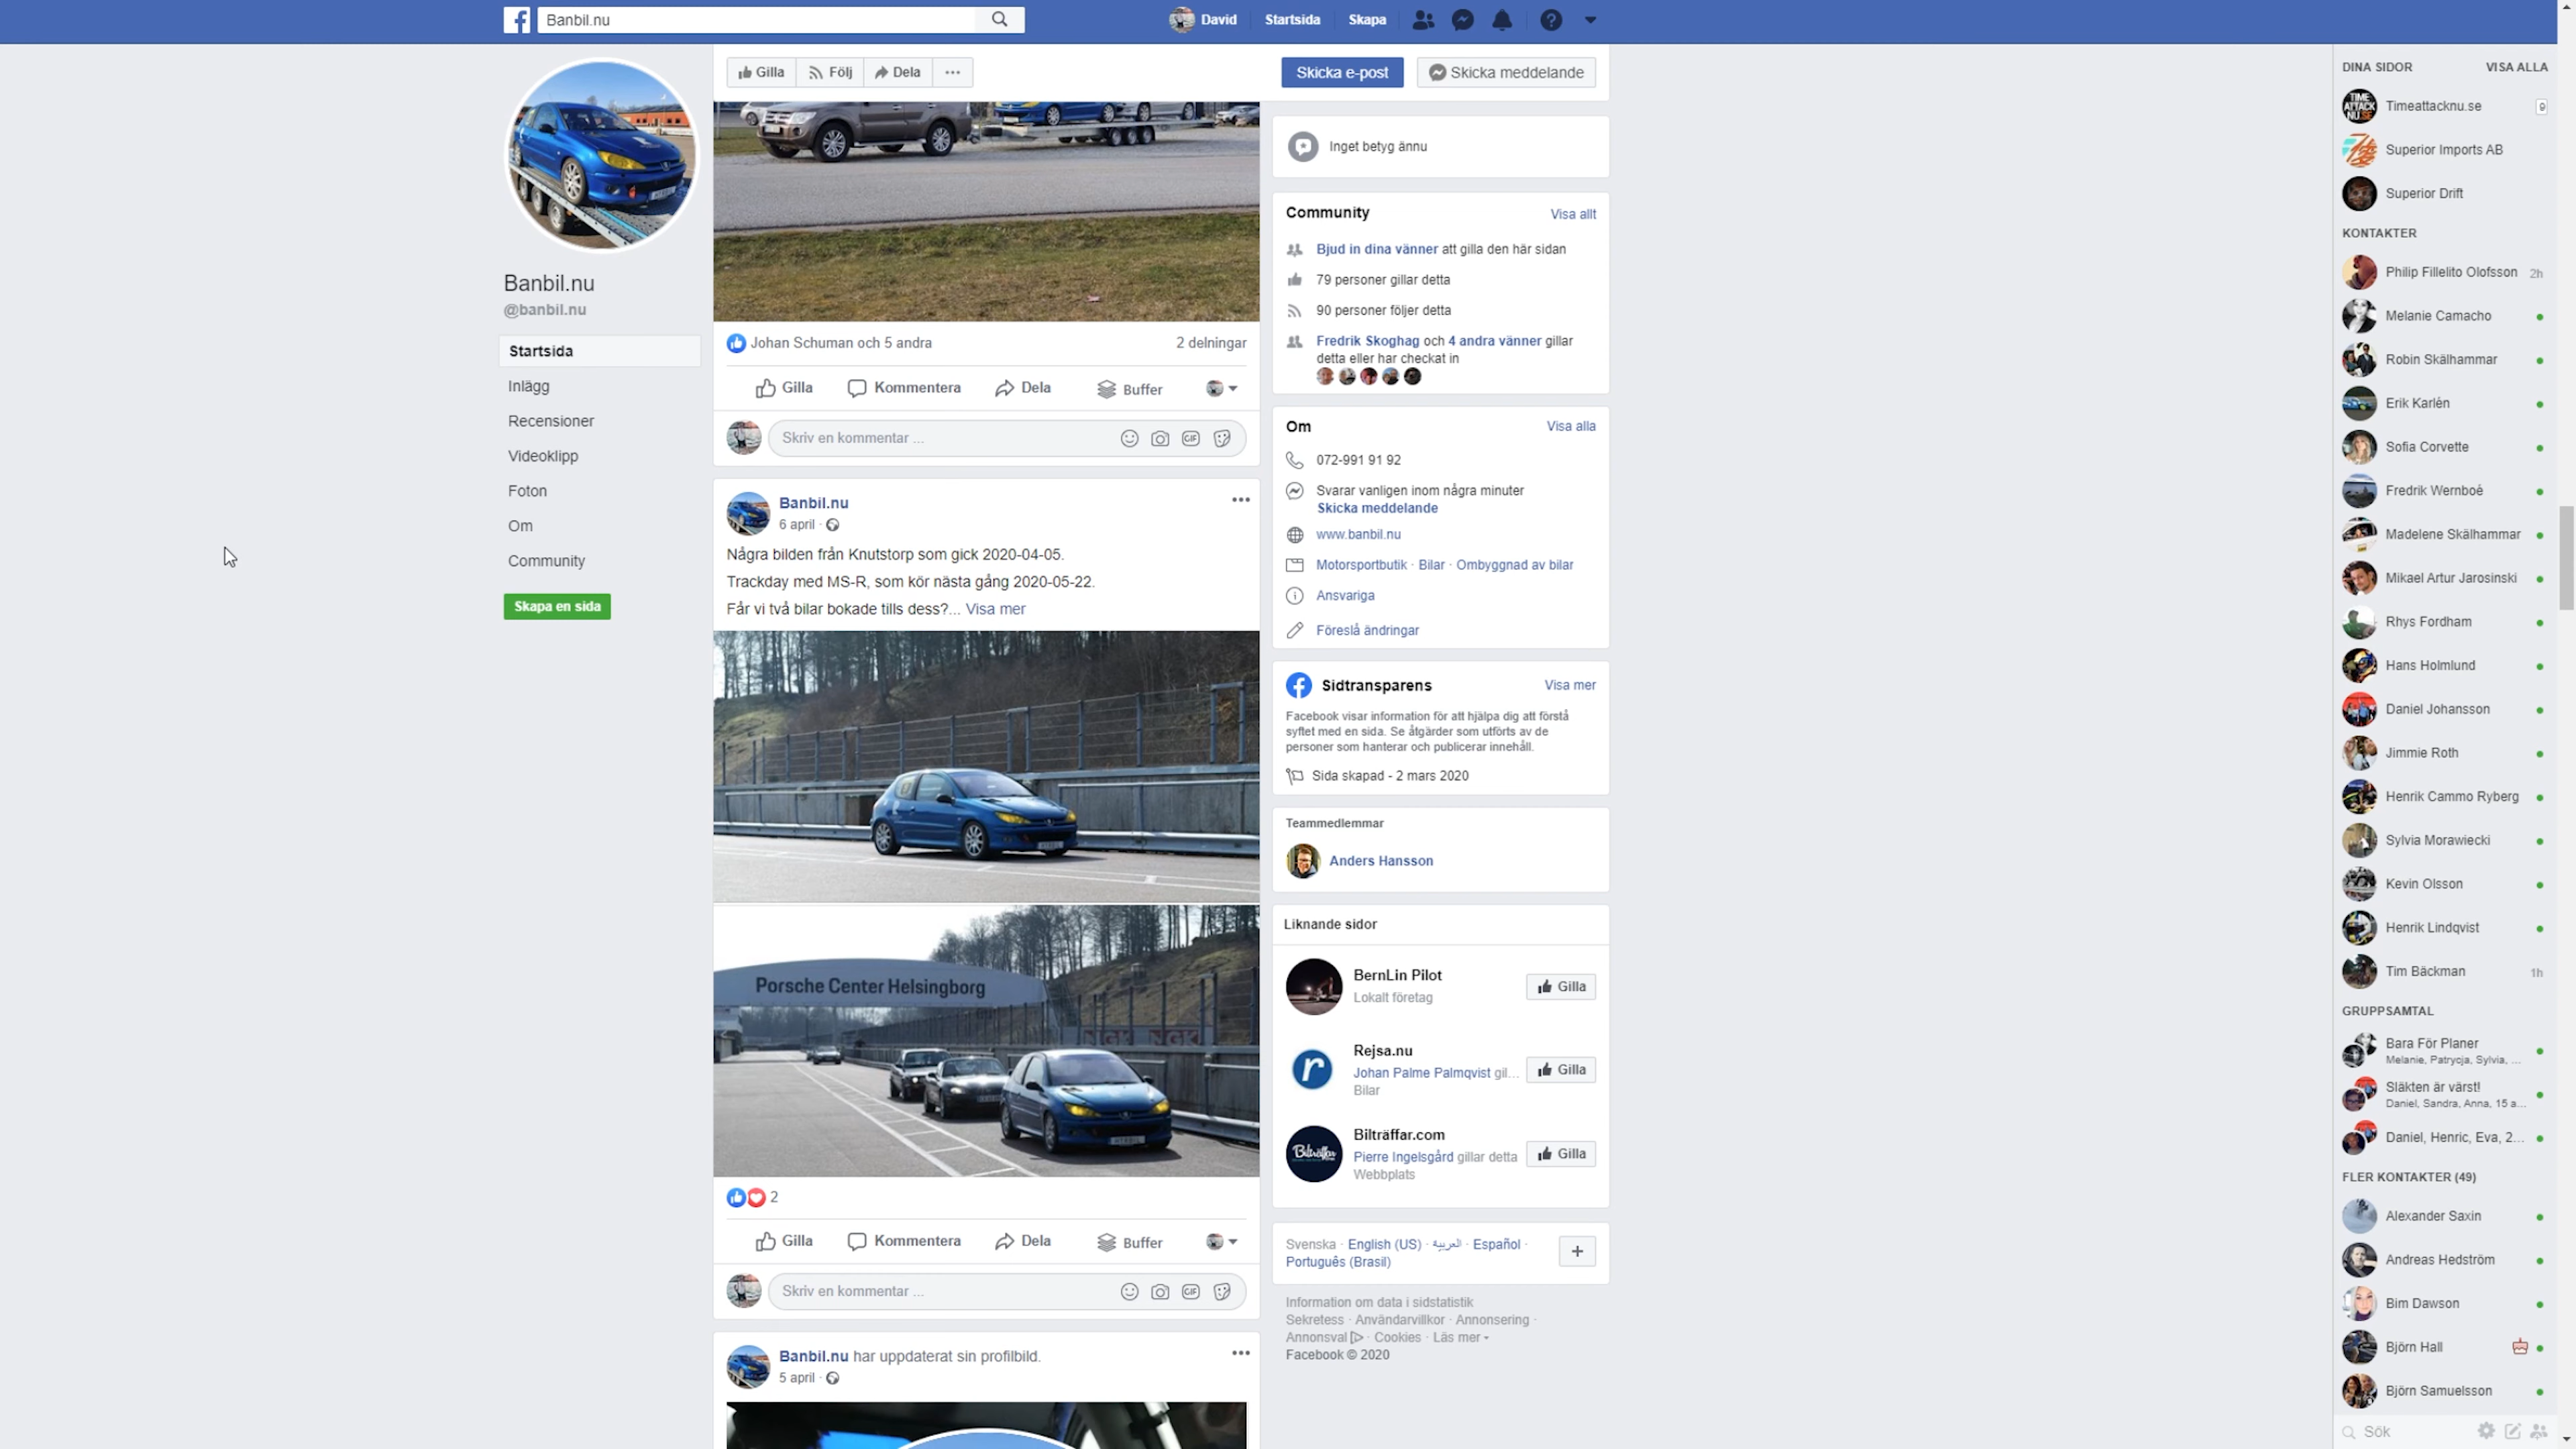 Banbil.nu
David
Startsida
Skapa
Gilla
Följ
Dela
Skicka e-post
Skicka meddelande
Banbil.nu
@banbil.nu
Startsida
Inlägg
Recensioner
Videoklipp
Foton
Om
Community
Skapa en sida
Johan Schuman och 5 andra
2 delningar
Gilla
Kommentera
Dela
Buffer
Skriv en kommentar ...
GIF
Banbil.nu
6 april ·
Några bilden från Knutstorp som gick 2020-04-05.
Trackday med MS-R, som kör nästa gång 2020-05-22.
Får vi två bilar bokade tills dess?... Visa mer
Porsche Center Helsingborg
NGK NGK
2
Gilla
Kommentera
Dela
Buffer
Skriv en kommentar ...
GIF
Banbil.nu har uppdaterat sin profilbild.
5 april ·
Inget betyg ännu
Community
Visa allt
Bjud in dina vänner att gilla den här sidan
79 personer gillar detta
90 personer följer detta
Fredrik Skoghag och 4 andra vänner gillar
detta eller har checkat in
Om
Visa alla
072-991 91 92
Svarar vanligen inom några minuter
Skicka meddelande
www.banbil.nu
Motorsportbutik · Bilar · Ombyggnad av bilar
Ansvariga
Föreslå ändringar
Sidtransparens
Visa mer
Facebook visar information för att hjälpa dig att förstå
syftet med en sida. Se åtgärder som utförts av de
personer som hanterar och publicerar innehåll.
Sida skapad - 2 mars 2020
Teammedlemmar
Anders Hansson
Liknande sidor
BernLin Pilot
Lokalt företag
Gilla
Rejsa.nu
Johan Palme Palmqvist gil...
Bilar
Gilla
Bilträffar
Bilträffar.com
Pierre Ingelsgård gillar detta
Webbplats
Gilla
Svenska · English (US) · العربية · Español ·
Português (Brasil)
Information om data i sidstatistik
Sekretess · Användarvillkor · Annonsering ·
Annonsval · Cookies · Läs mer
Facebook © 2020
DINA SIDOR
VISA ALLA
TIME
ATTACK
NU.SE
Timeattacknu.se
9
Superior Imports AB
Superior Drift
KONTAKTER
Philip Fillelito Olofsson 2h
Melanie Camacho
Robin Skälhammar
Erik Karlén
Sofia Corvette
Fredrik Wernboé
Madelene Skälhammar
Mikael Artur Jarosinski
Rhys Fordham
Hans Holmlund
Daniel Johansson
Jimmie Roth
Henrik Cammo Ryberg
Sylvia Morawiecki
Kevin Olsson
Henrik Lindqvist
Tim Bäckman 1h
GRUPPSAMTAL
Bara För Planer
Melanie, Patrycja, Sylvia, ...
Släkten är värst!
Daniel, Sandra, Anna, 15 a...
Daniel, Henric, Eva, 2...
FLER KONTAKTER (49)
Alexander Saxin
Andreas Hedström
Bim Dawson
Björn Hall
Björn Samuelsson
Sök